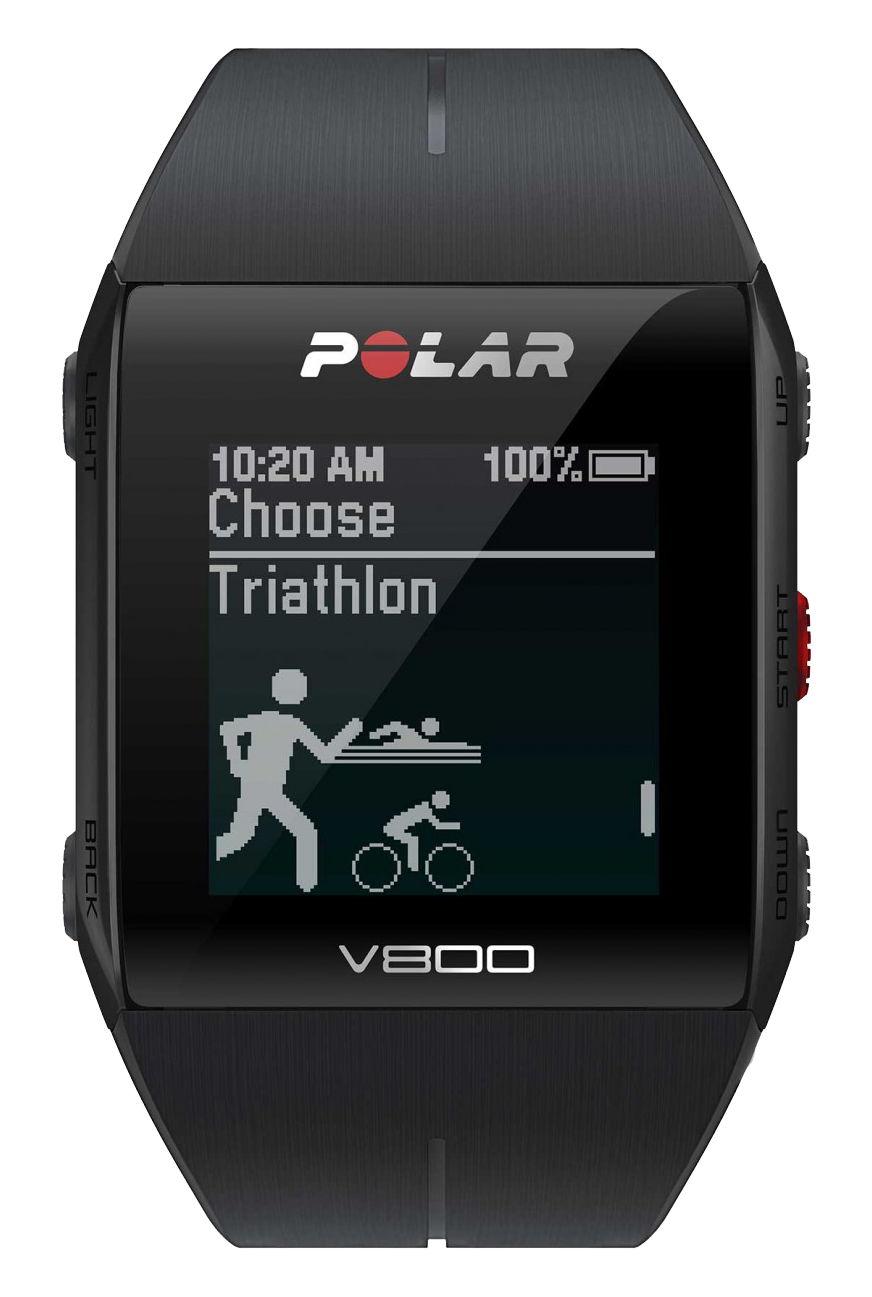 POLAR
LIGHT
UP
10:20 AM 100%
Choose
Triathlon
START
BACK
DOWN
V800